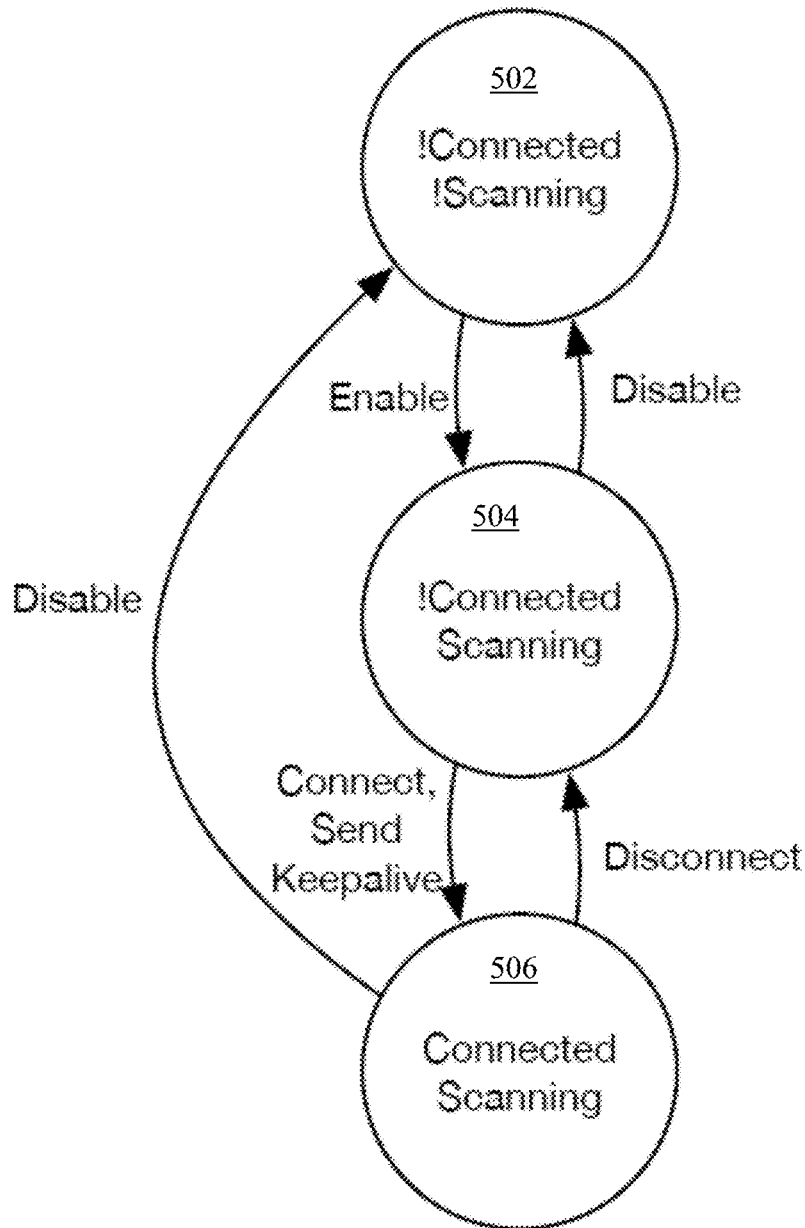 502
!Connected
!Scanning
Enable
Disable
504
!Connected
Scanning
Disable
Connect,
Send
Keepalive
Disconnect
506
Connected
Scanning